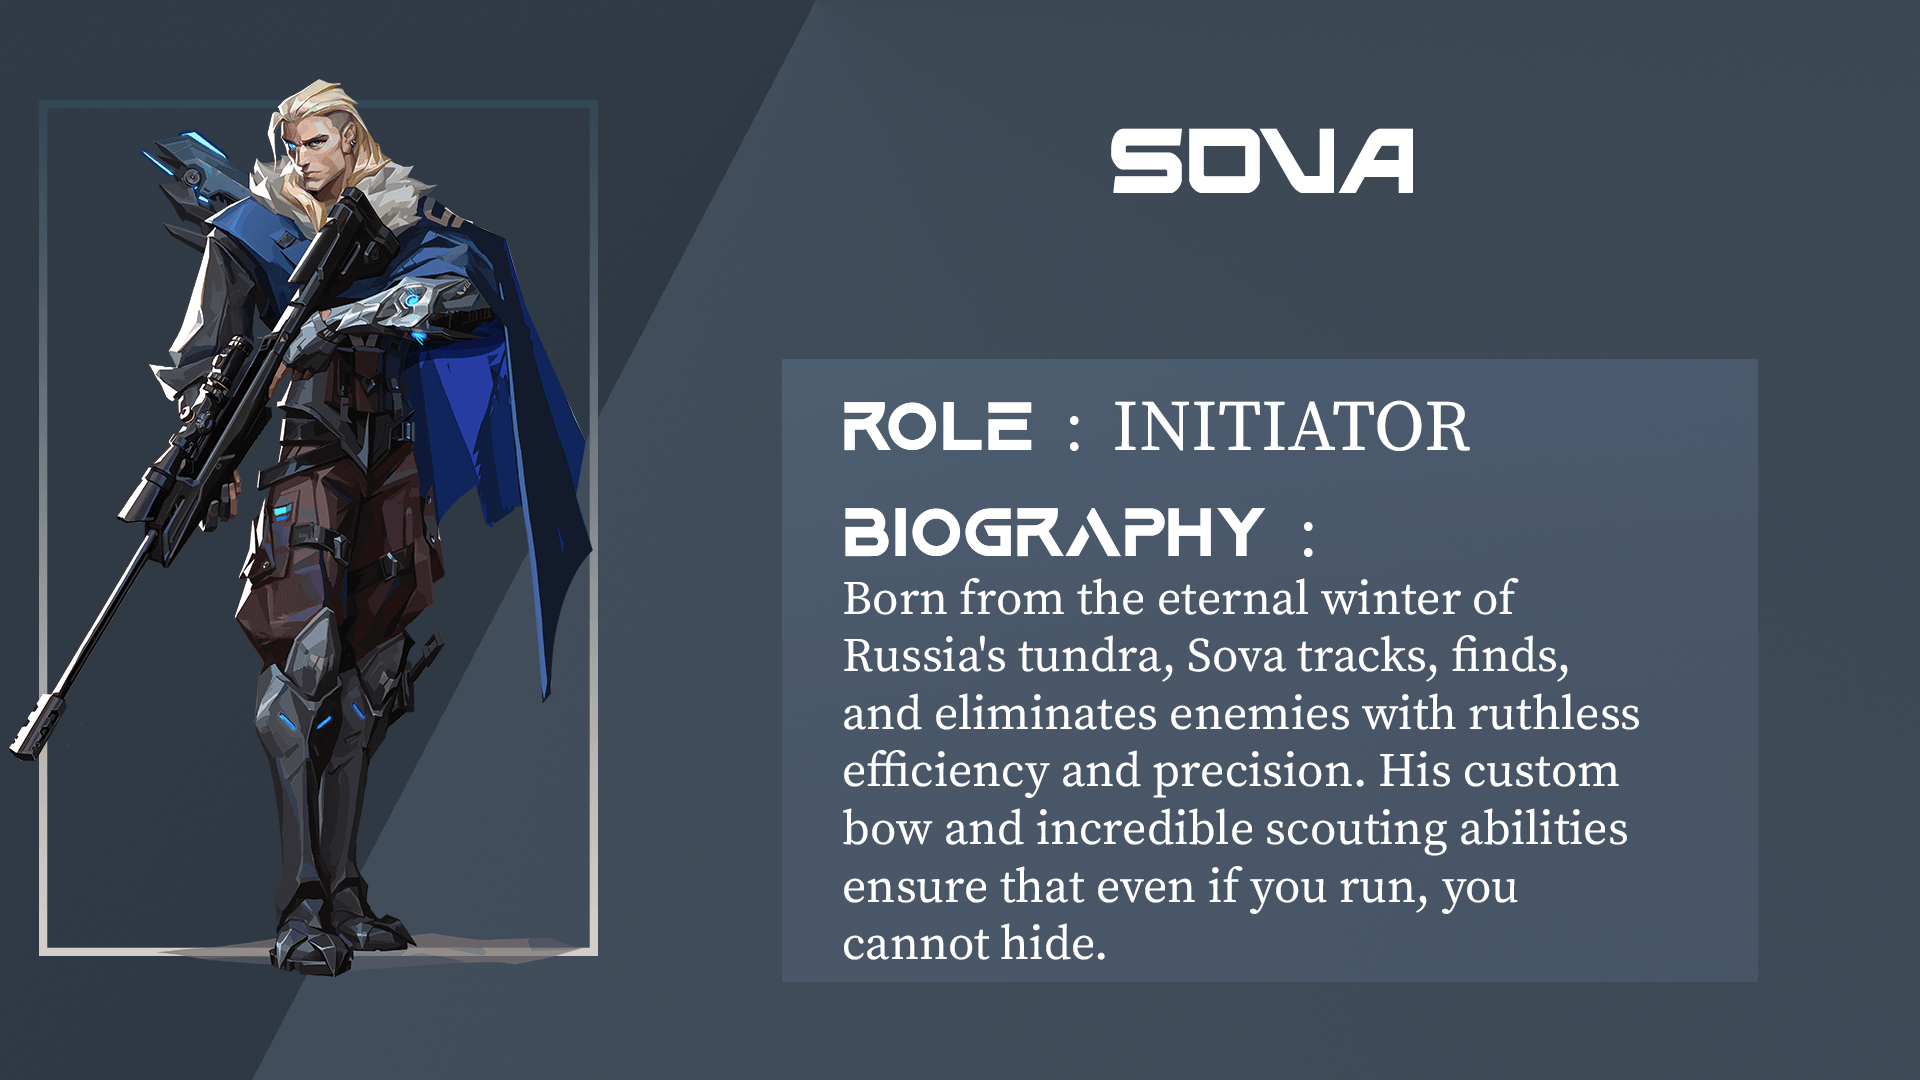 SOVA
ROLE : INITIATOR
BIOGRAPHY :
Born from the eternal winter of
Russia's tundra, Sova tracks, finds,
and eliminates enemies with ruthless
efficiency and precision. His custom
bow and incredible scouting abilities
ensure that even if you run, you
cannot hide.